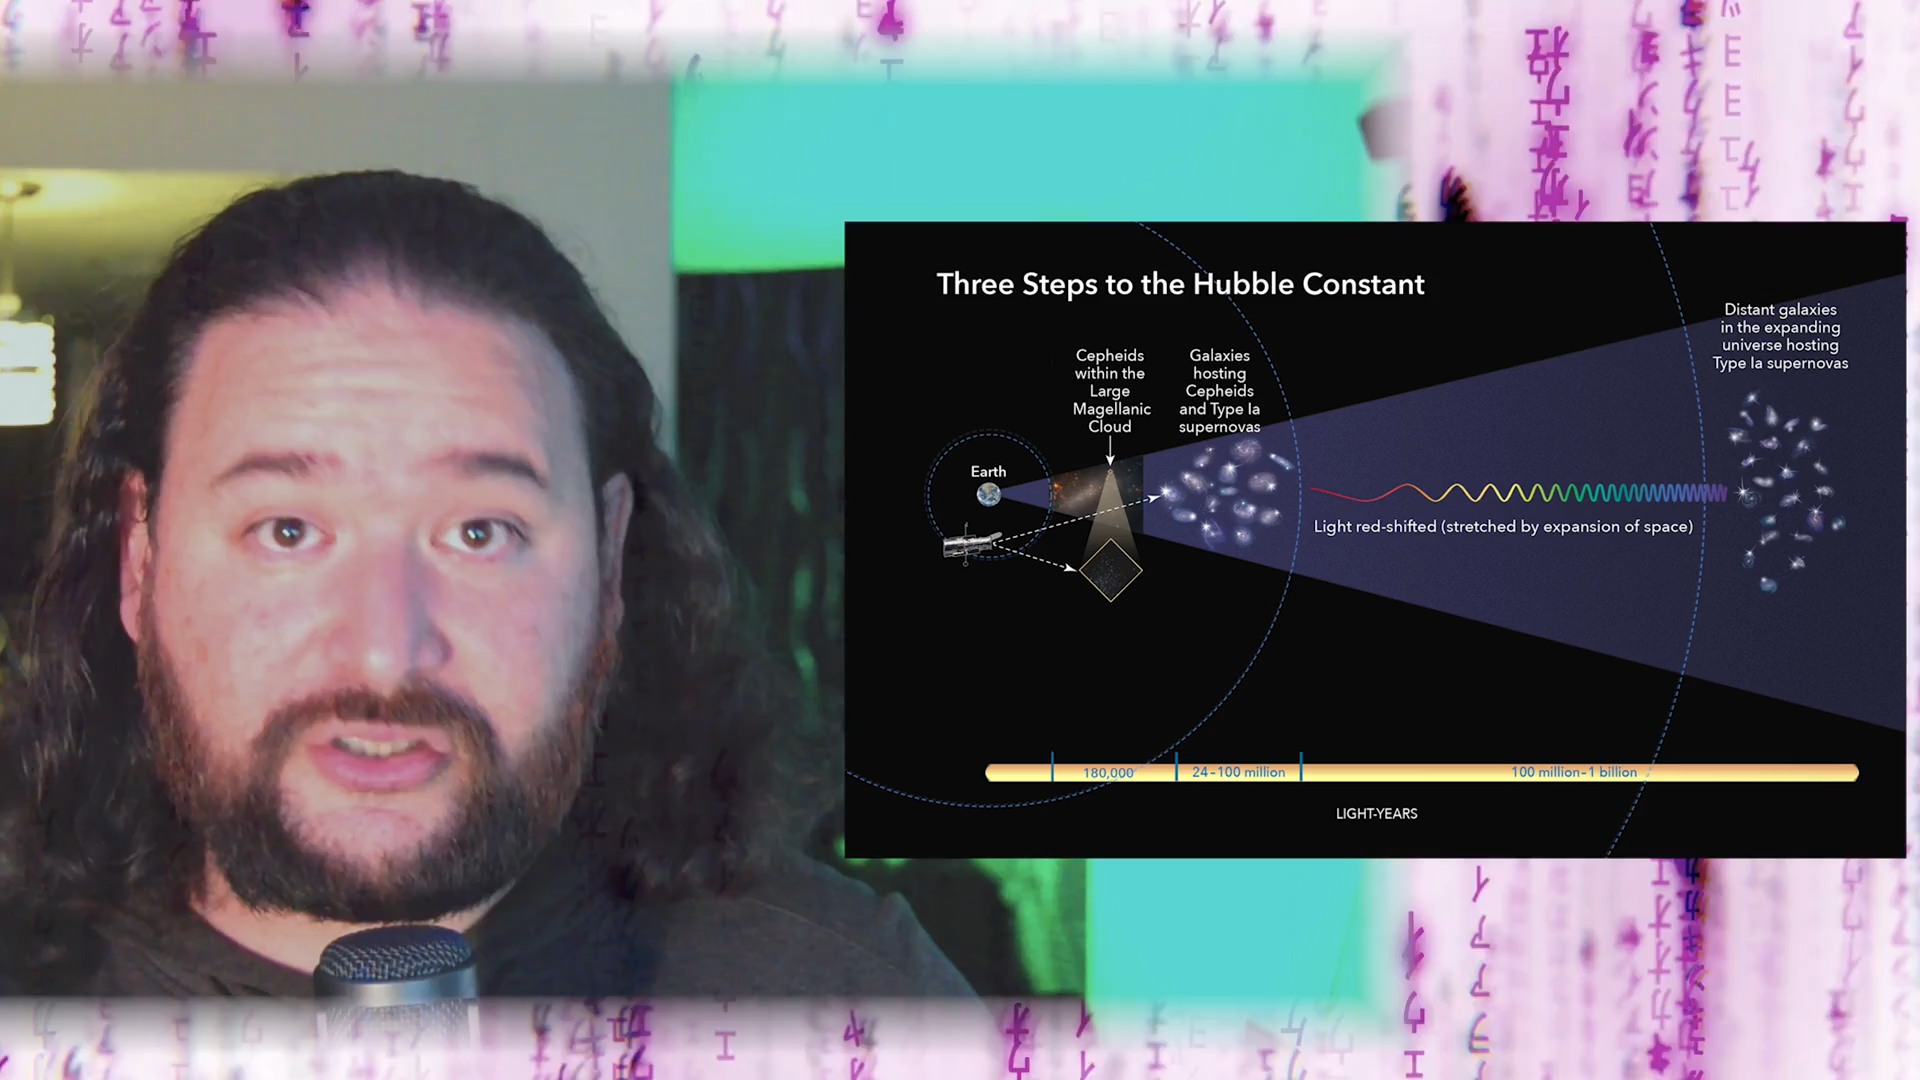 Three Steps to the Hubble Constant
Cepheids
within the
Large
Magellanic
Cloud
Galaxies
hosting
Cepheids
and Type Ia
supernovas
Distant galaxies
in the expanding
universe hosting
Type Ia supernovas
Earth
Light red-shifted (stretched by expansion of space)
180,000
24-100 million
100 million-1 billion
LIGHT-YEARS